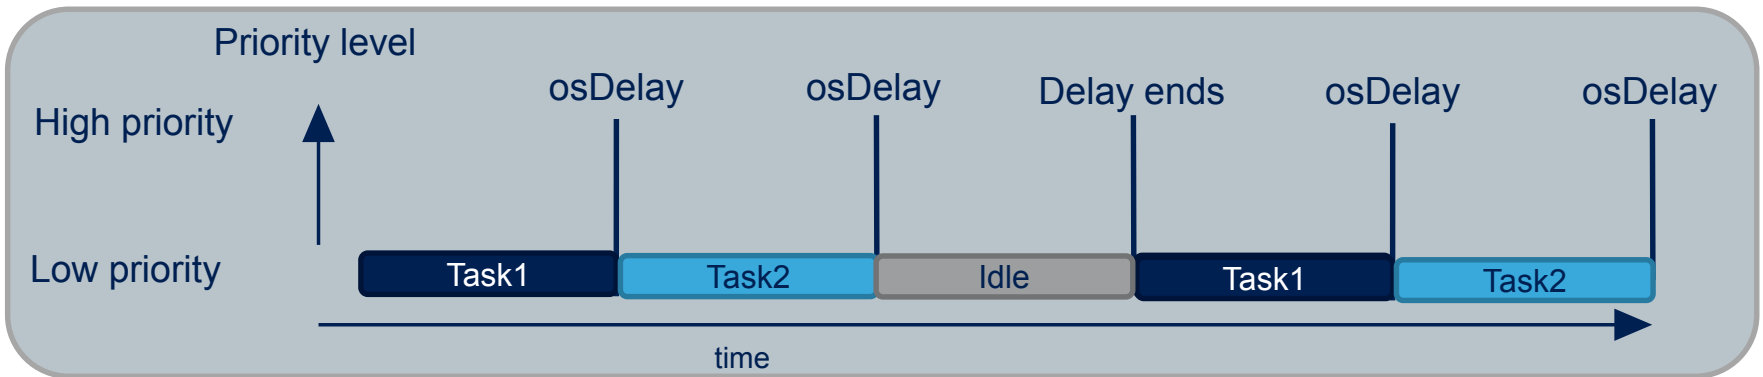 Priority level
osDelay
osDelay
Delay ends
osDelay
osDelay
High priority
Low priority
Task1
Task2
Idle
Task1
Task2
time